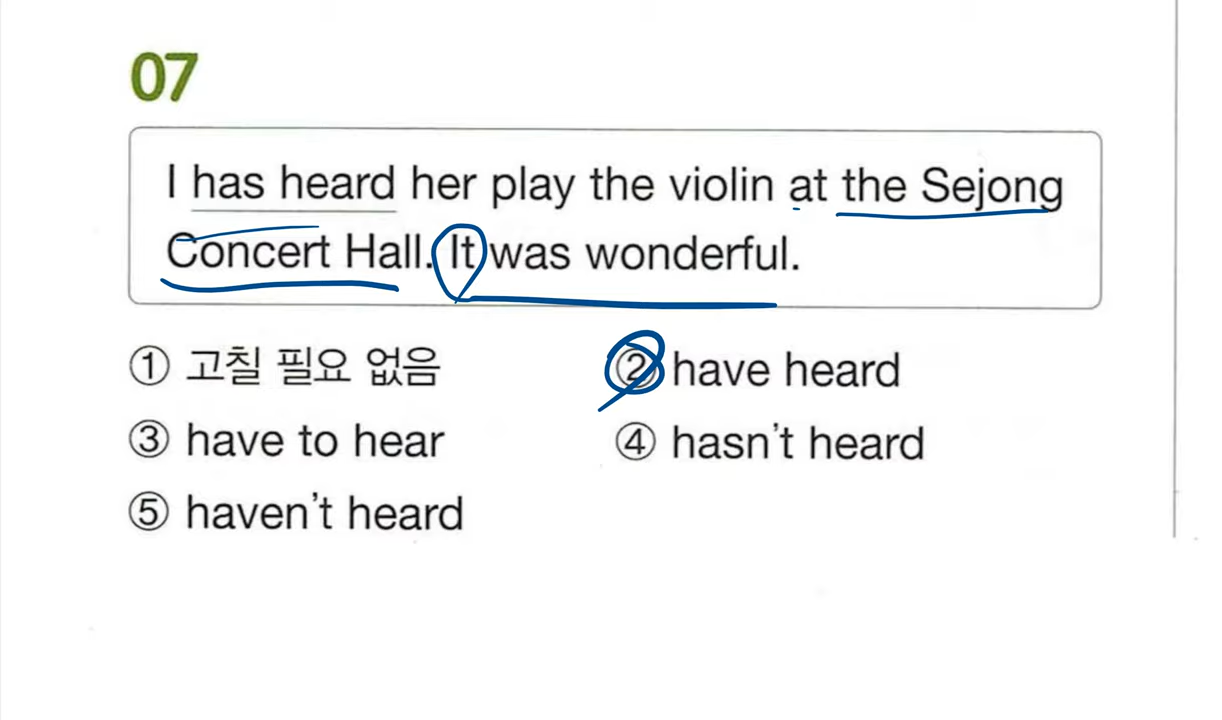 07
I has heard her play the violin at the Sejong
Concert Hall. It was wonderful.
① 고칠 필요 없음
② have heard
③ have to hear
④ hasn't heard
⑤ haven't heard